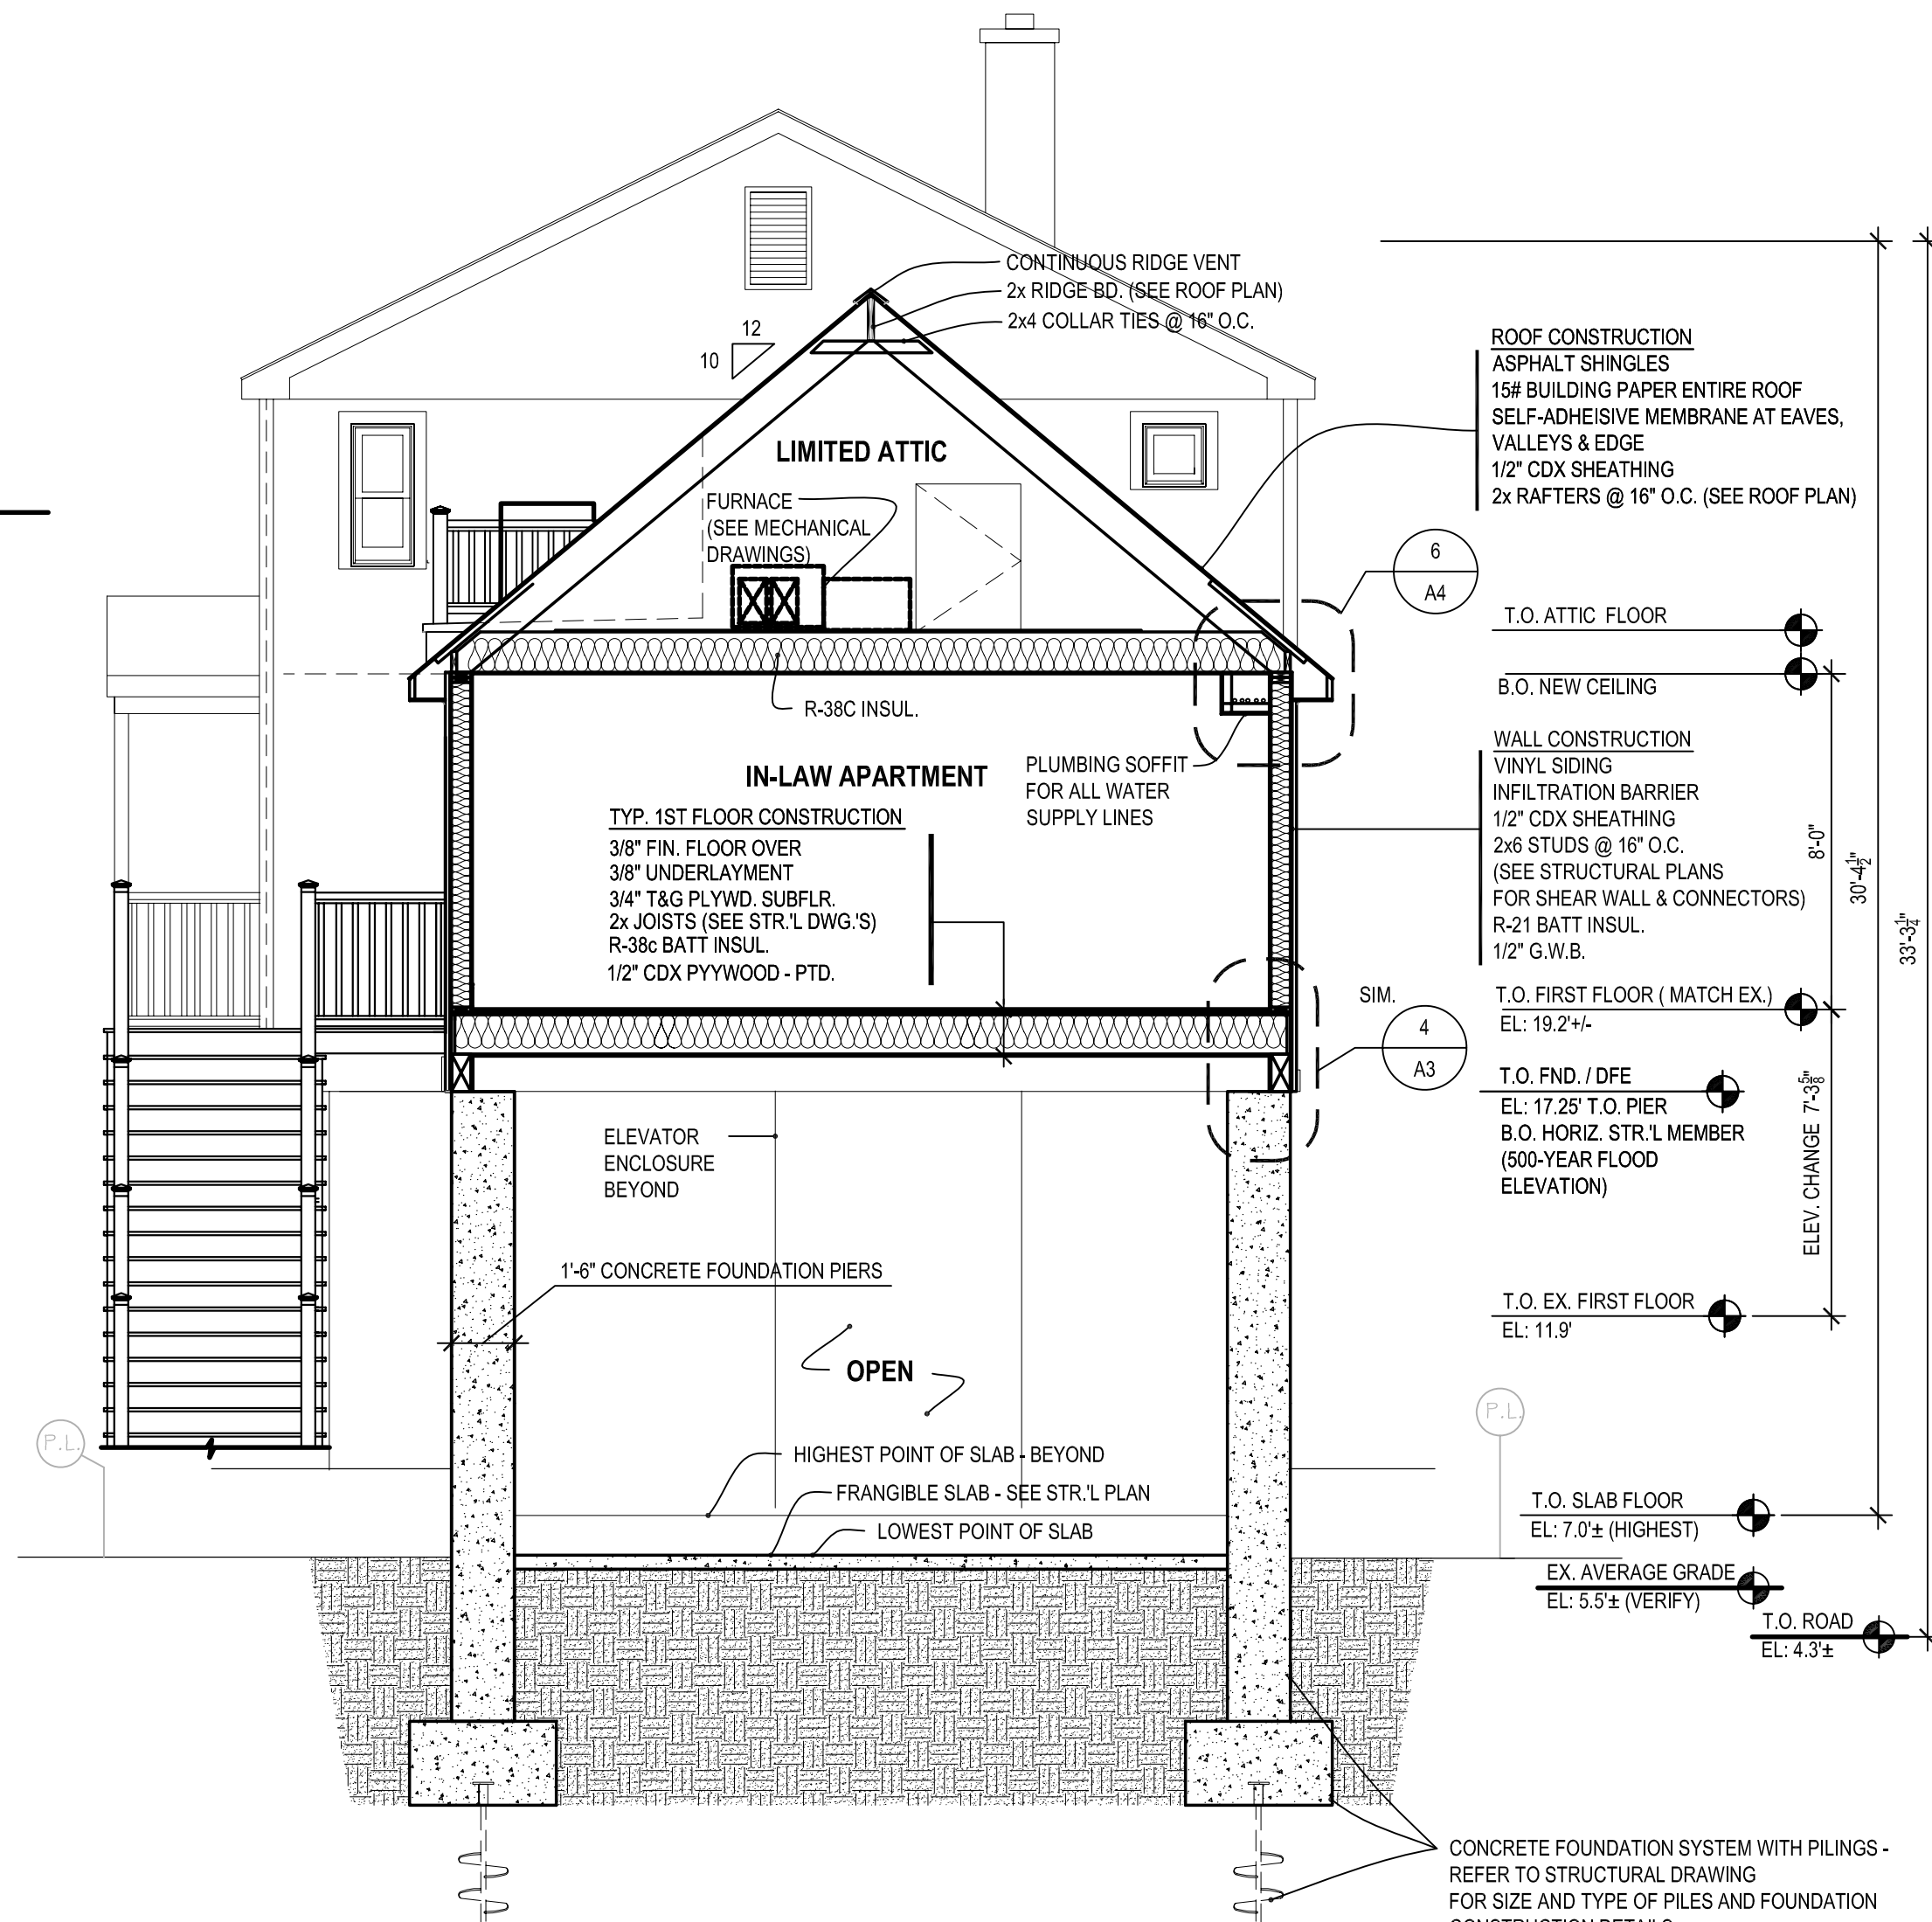 CONTINUOUS RIDGE VENT
2x RIDGE BD. (SEE ROOF PLAN)
2x4 COLLAR TIES @ 16" O.C.
12
10
ROOF CONSTRUCTION
ASPHALT SHINGLES
15# BUILDING PAPER ENTIRE ROOF
SELF-ADHEISIVE MEMBRANE AT EAVES,
VALLEYS & EDGE
1/2" CDX SHEATHING
2x RAFTERS @ 16" O.C. (SEE ROOF PLAN)
LIMITED ATTIC
FURNACE
(SEE MECHANICAL
DRAWINGS)
6
A4
T.O. ATTIC FLOOR
B.O. NEW CEILING
R-38C INSUL.
IN-LAW APARTMENT
PLUMBING SOFFIT
FOR ALL WATER
SUPPLY LINES
TYP. 1ST FLOOR CONSTRUCTION
3/8" FIN. FLOOR OVER
3/8" UNDERLAYMENT
3/4" T&G PLYWD. SUBFLR.
2x JOISTS (SEE STR.'L DWG.'S)
R-38c BATT INSUL.
1/2" CDX PYYWOOD - PTD.
WALL CONSTRUCTION
VINYL SIDING
INFILTRATION BARRIER
1/2" CDX SHEATHING
2x6 STUDS @ 16" O.C.
(SEE STRUCTURAL PLANS
FOR SHEAR WALL & CONNECTORS)
R-21 BATT INSUL.
1/2" G.W.B.
8'-0"
30'-4 1/2"
33'-3 1/4"
SIM.
4
A3
T.O. FIRST FLOOR ( MATCH EX.)
EL: 19.2'+/-
T.O. FND. / DFE
EL: 17.25' T.O. PIER
B.O. HORIZ. STR.'L MEMBER
(500-YEAR FLOOD
ELEVATION)
ELEV. CHANGE 7'-3 5/8"
ELEVATOR
ENCLOSURE
BEYOND
1'-6" CONCRETE FOUNDATION PIERS
T.O. EX. FIRST FLOOR
EL: 11.9'
OPEN
P.L.
P.L.
HIGHEST POINT OF SLAB - BEYOND
FRANGIBLE SLAB - SEE STR.'L PLAN
LOWEST POINT OF SLAB
T.O. SLAB FLOOR
EL: 7.0'± (HIGHEST)
EX. AVERAGE GRADE
EL: 5.5'± (VERIFY)
T.O. ROAD
EL: 4.3'±
CONCRETE FOUNDATION SYSTEM WITH PILINGS -
REFER TO STRUCTURAL DRAWING
FOR SIZE AND TYPE OF PILES AND FOUNDATION
CONSTRUCTION DETAILS